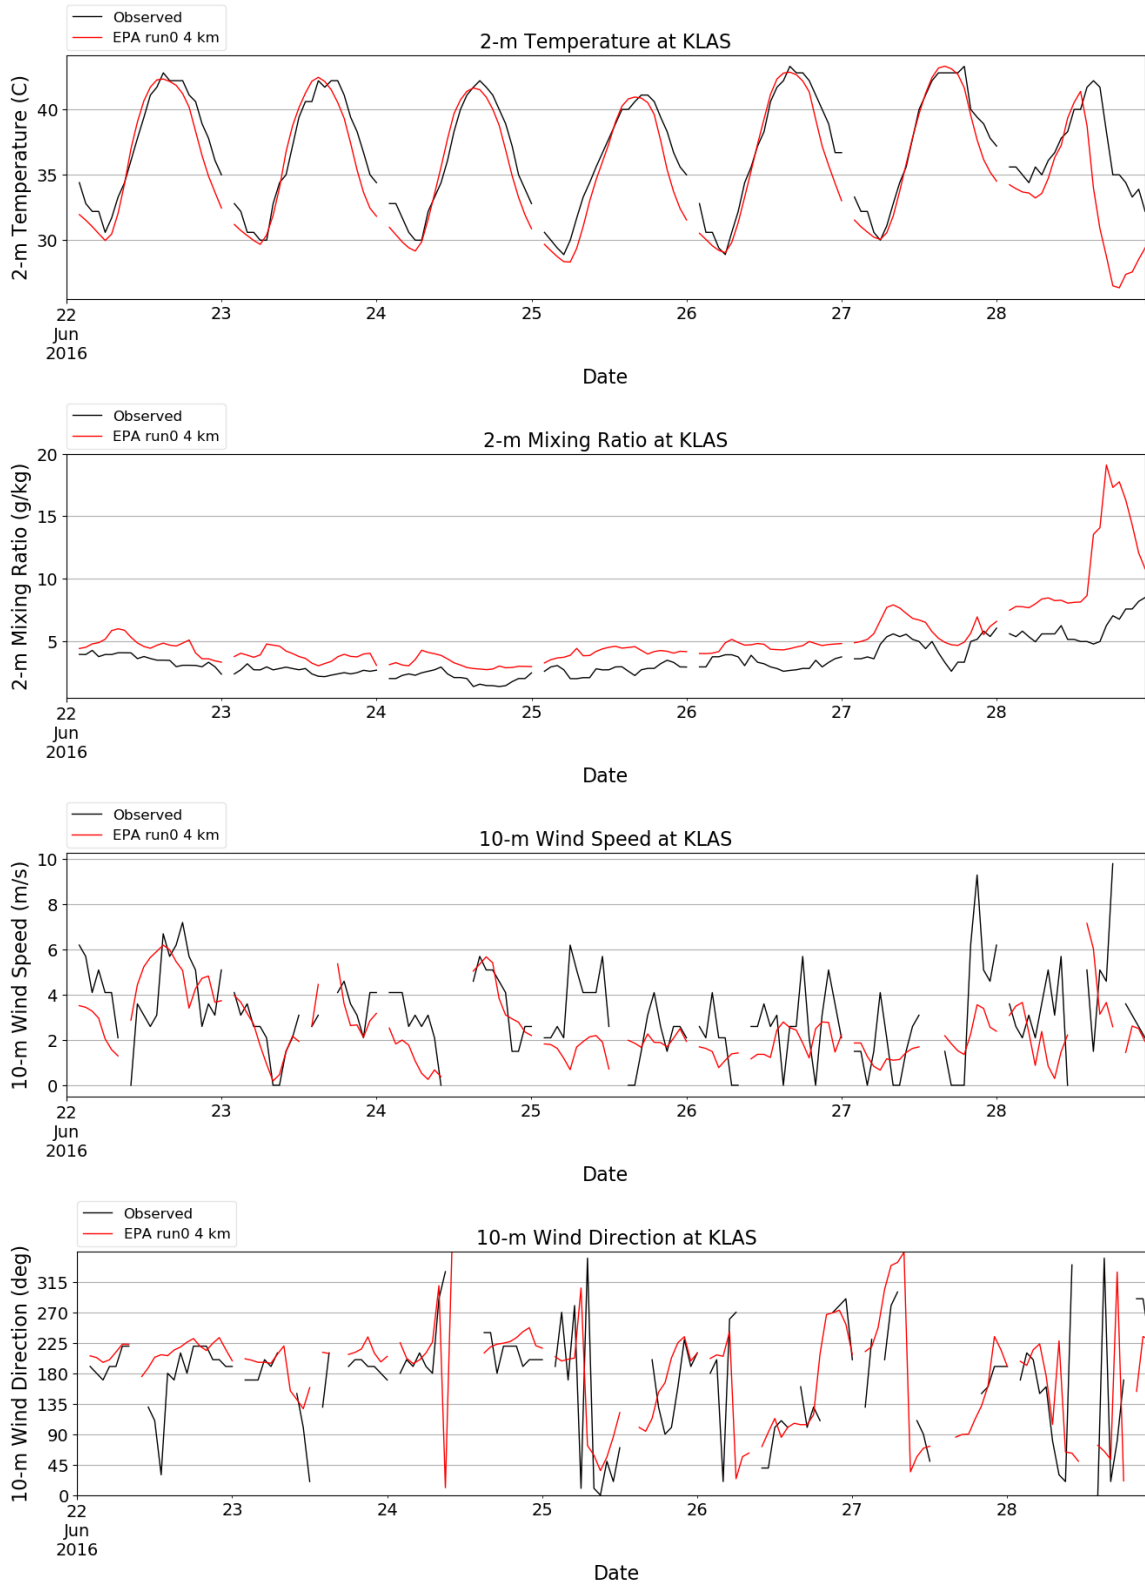 Observed
EPA run0 4 km
2-m Temperature at KLAS
2-m Temperature (C)
40
35
30
22
Jun
2016
23
24
25
26
27
28
Date
Observed
EPA run0 4 km
2-m Mixing Ratio at KLAS
2-m Mixing Ratio (g/kg)
20
15
10
5
22
Jun
2016
23
24
25
26
27
28
Date
Observed
EPA run0 4 km
10-m Wind Speed at KLAS
10-m Wind Speed (m/s)
10
8
6
4
2
0
22
Jun
2016
23
24
25
26
27
28
Date
Observed
EPA run0 4 km
10-m Wind Direction at KLAS
10-m Wind Direction (deg)
315
270
225
180
135
90
45
0
22
Jun
2016
23
24
25
26
27
28
Date